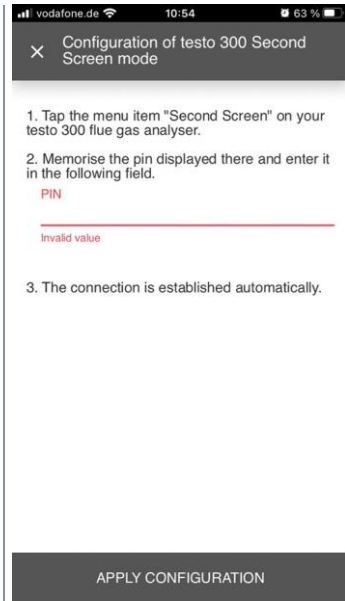 vodafone.de 10:54 63 %
Configuration of testo 300 Second
Screen mode
1. Tap the menu item "Second Screen" on your
testo 300 flue gas analyser.
2. Memorise the pin displayed there and enter it
in the following field.
PIN
Invalid value
3. The connection is established automatically.
APPLY CONFIGURATION